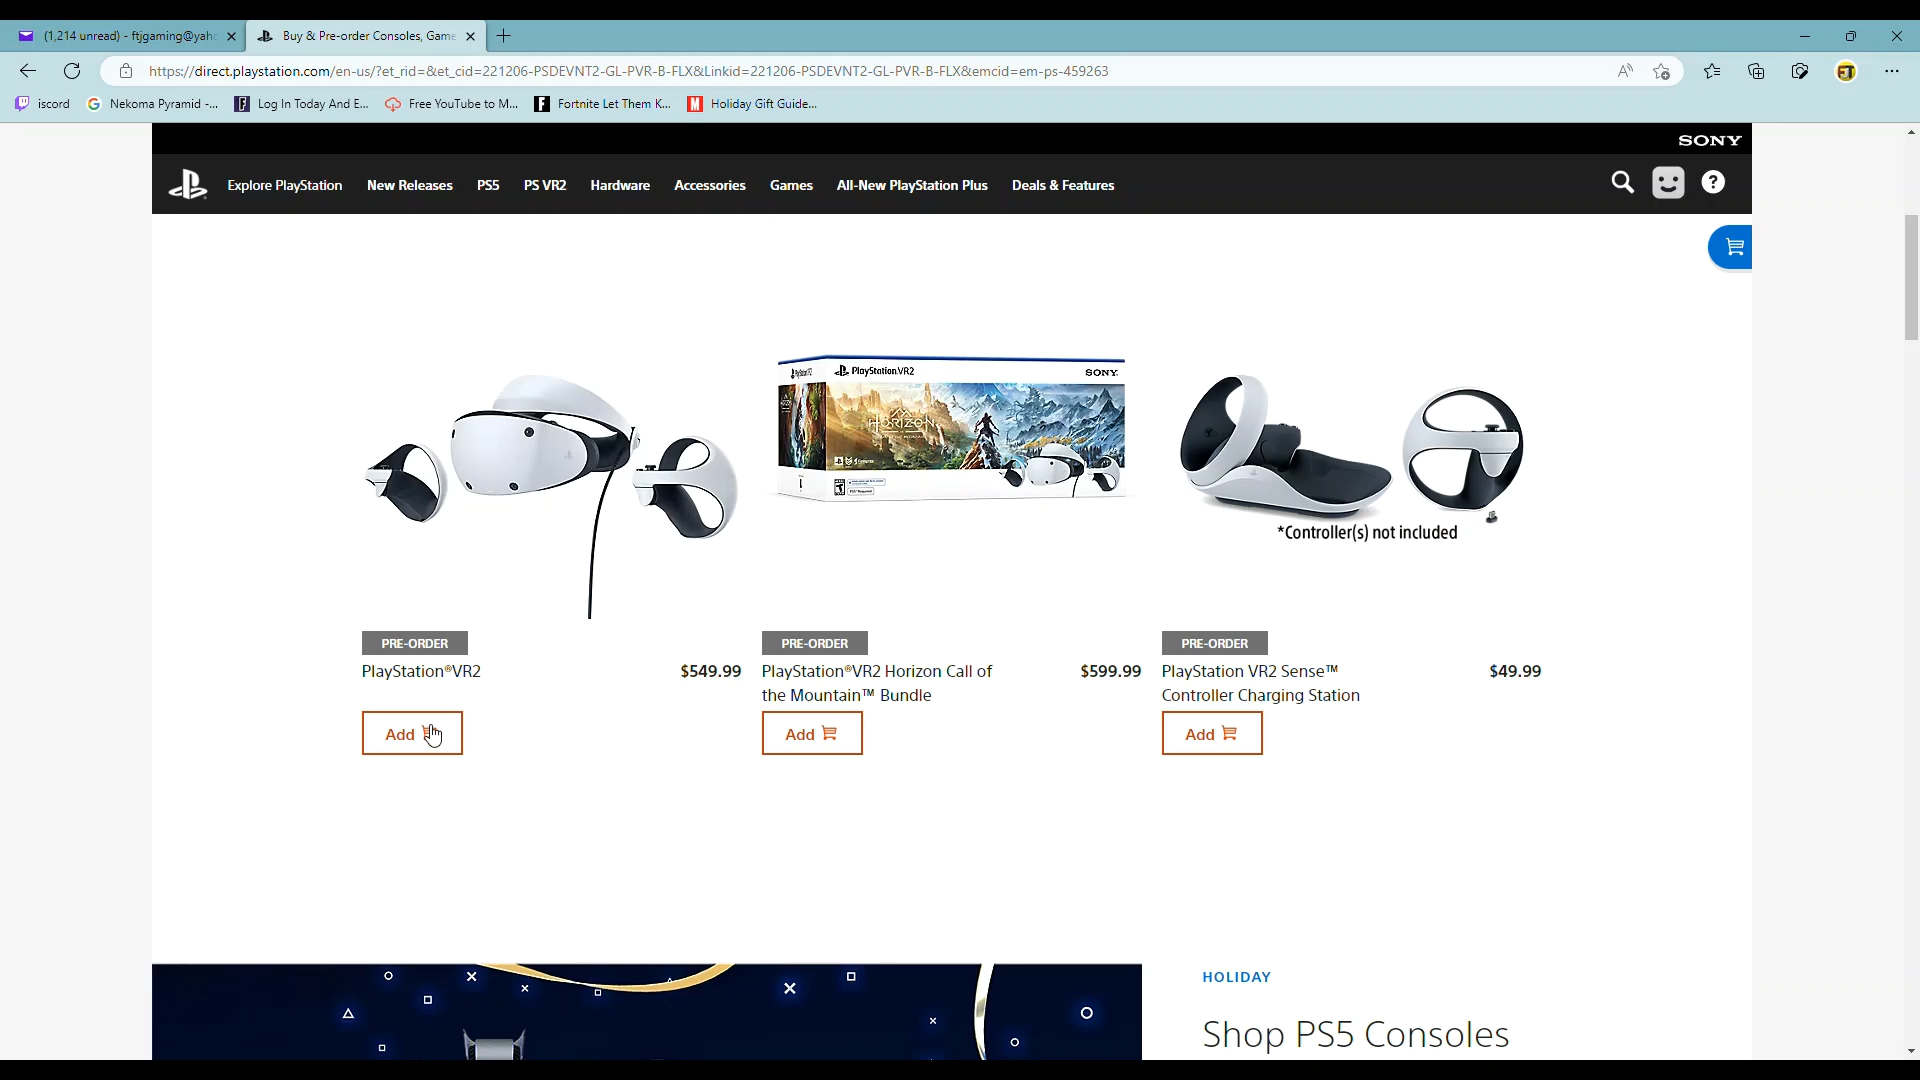 (1,214 unread) - ftjgaming@yah
Buy & Pre-order Consoles, Game
https://direct.playstation.com/en-us/?et_rid=&et_cid=221206-PSDEVNT2-GL-PVR-B-FLX&Linkid=221206-PSDEVNT2-GL-PVR-B-FLX&emcid=em-ps-459263
iscord
Nekoma Pyramid -...
Log In Today And E...
Free YouTube to M...
Fortnite Let Them K...
Holiday Gift Guide...
SONY
Explore PlayStation
New Releases
PS5
PS VR2
Hardware
Accessories
Games
All-New PlayStation Plus
Deals & Features
PlayStation VR2
SONY
HORIZON
*Controller(s) not included
PRE-ORDER
PlayStation®VR2
$549.99
Add
PRE-ORDER
PlayStation®VR2 Horizon Call of
the Mountain™ Bundle
$599.99
Add
PRE-ORDER
PlayStation VR2 Sense™
Controller Charging Station
$49.99
Add
HOLIDAY
Shop PS5 Consoles